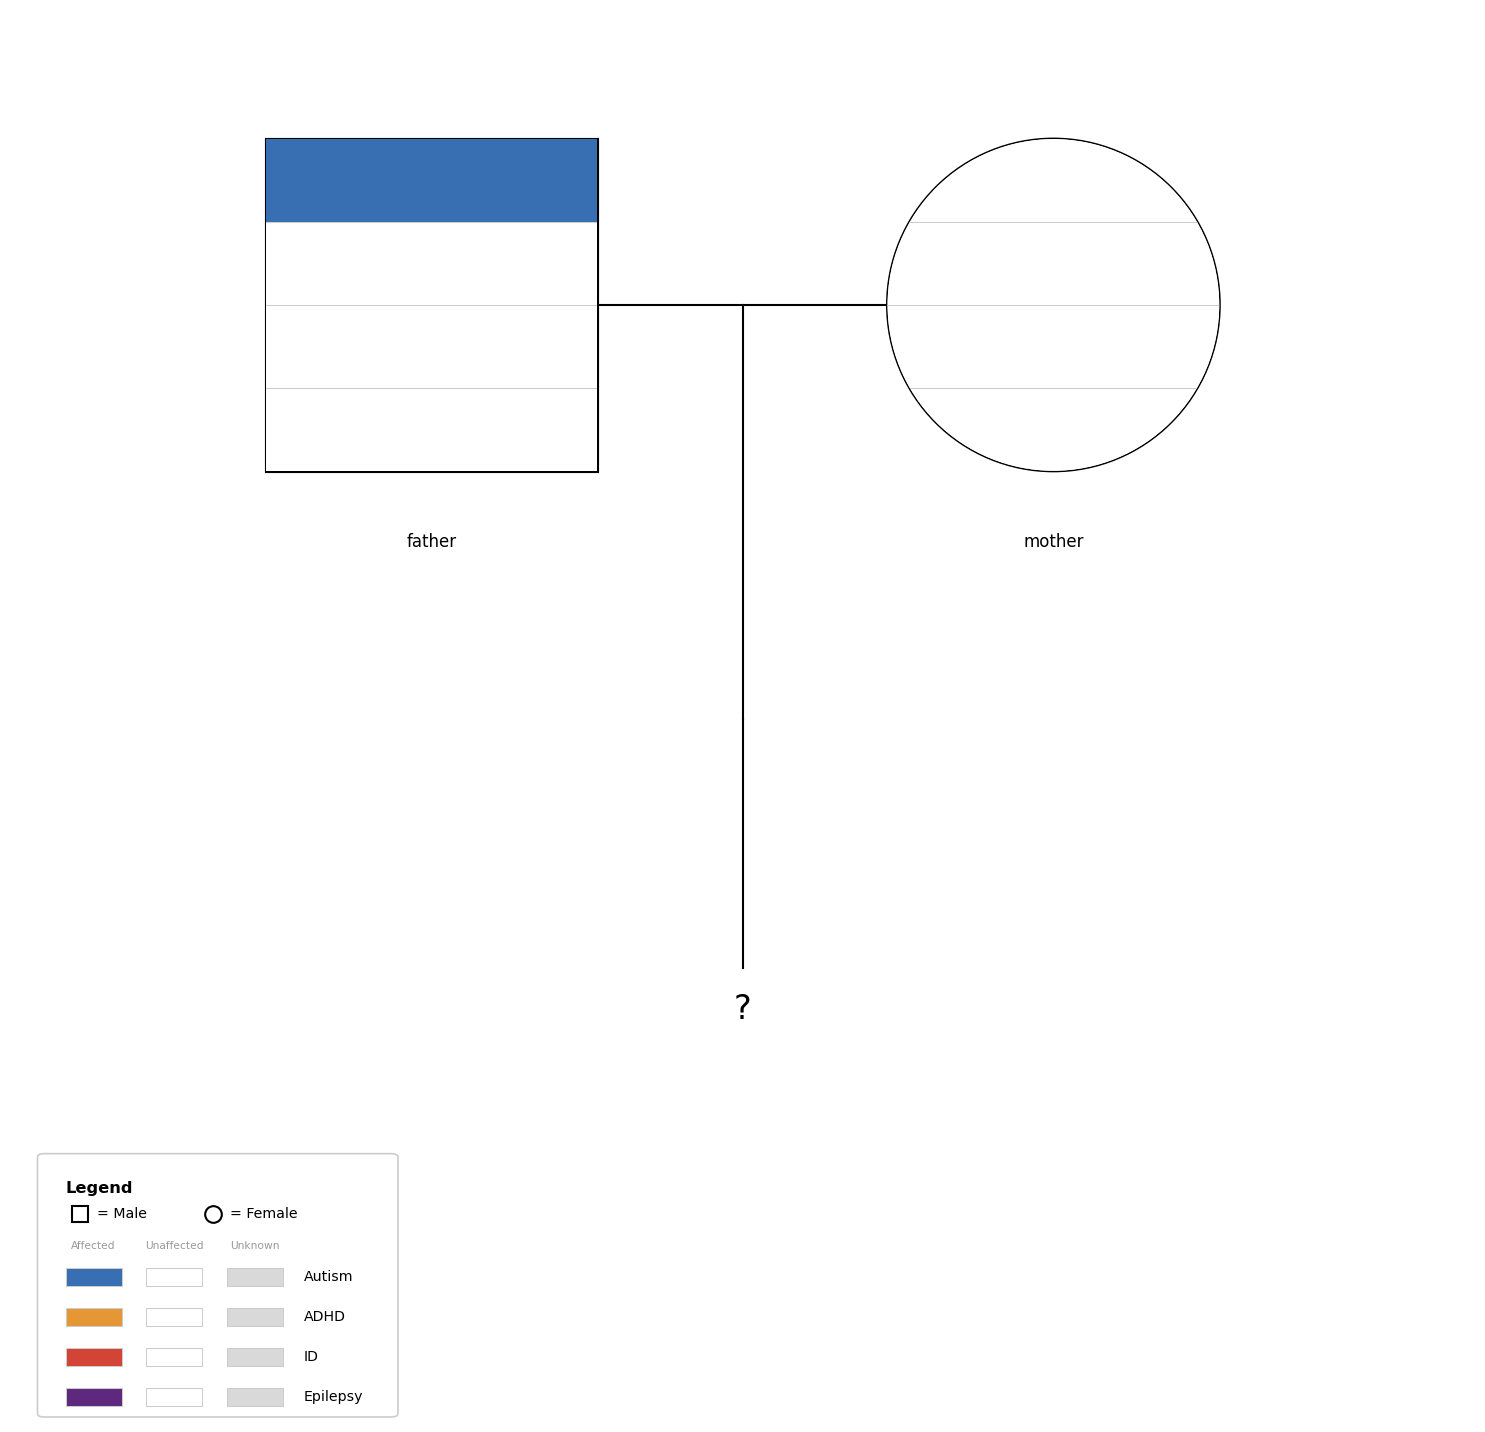 father
mother
?
Legend
= Male = Female
Affected Unaffected Unknown
Autism
ADHD
ID
Epilepsy